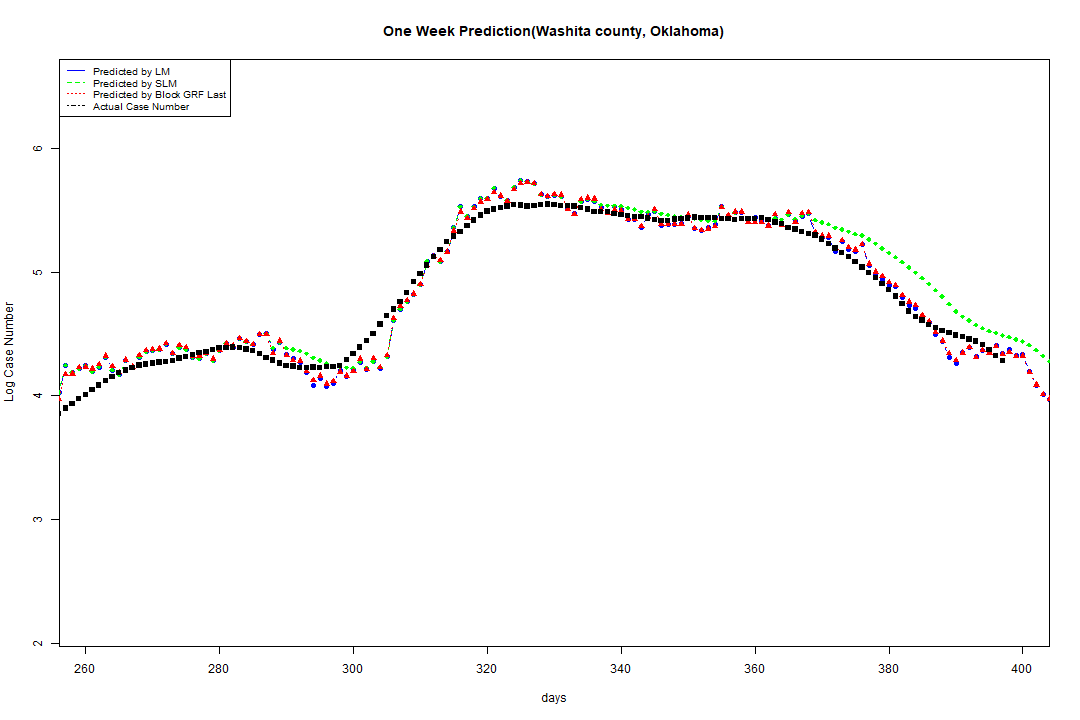 One Week Prediction(Washita county, Oklahoma)
Predicted by LM
Predicted by SLM
Predicted by Block GRF Last
Actual Case Number
6
5
4
3
2
Log Case Number
260 280 300 320 340 360 380 400
days